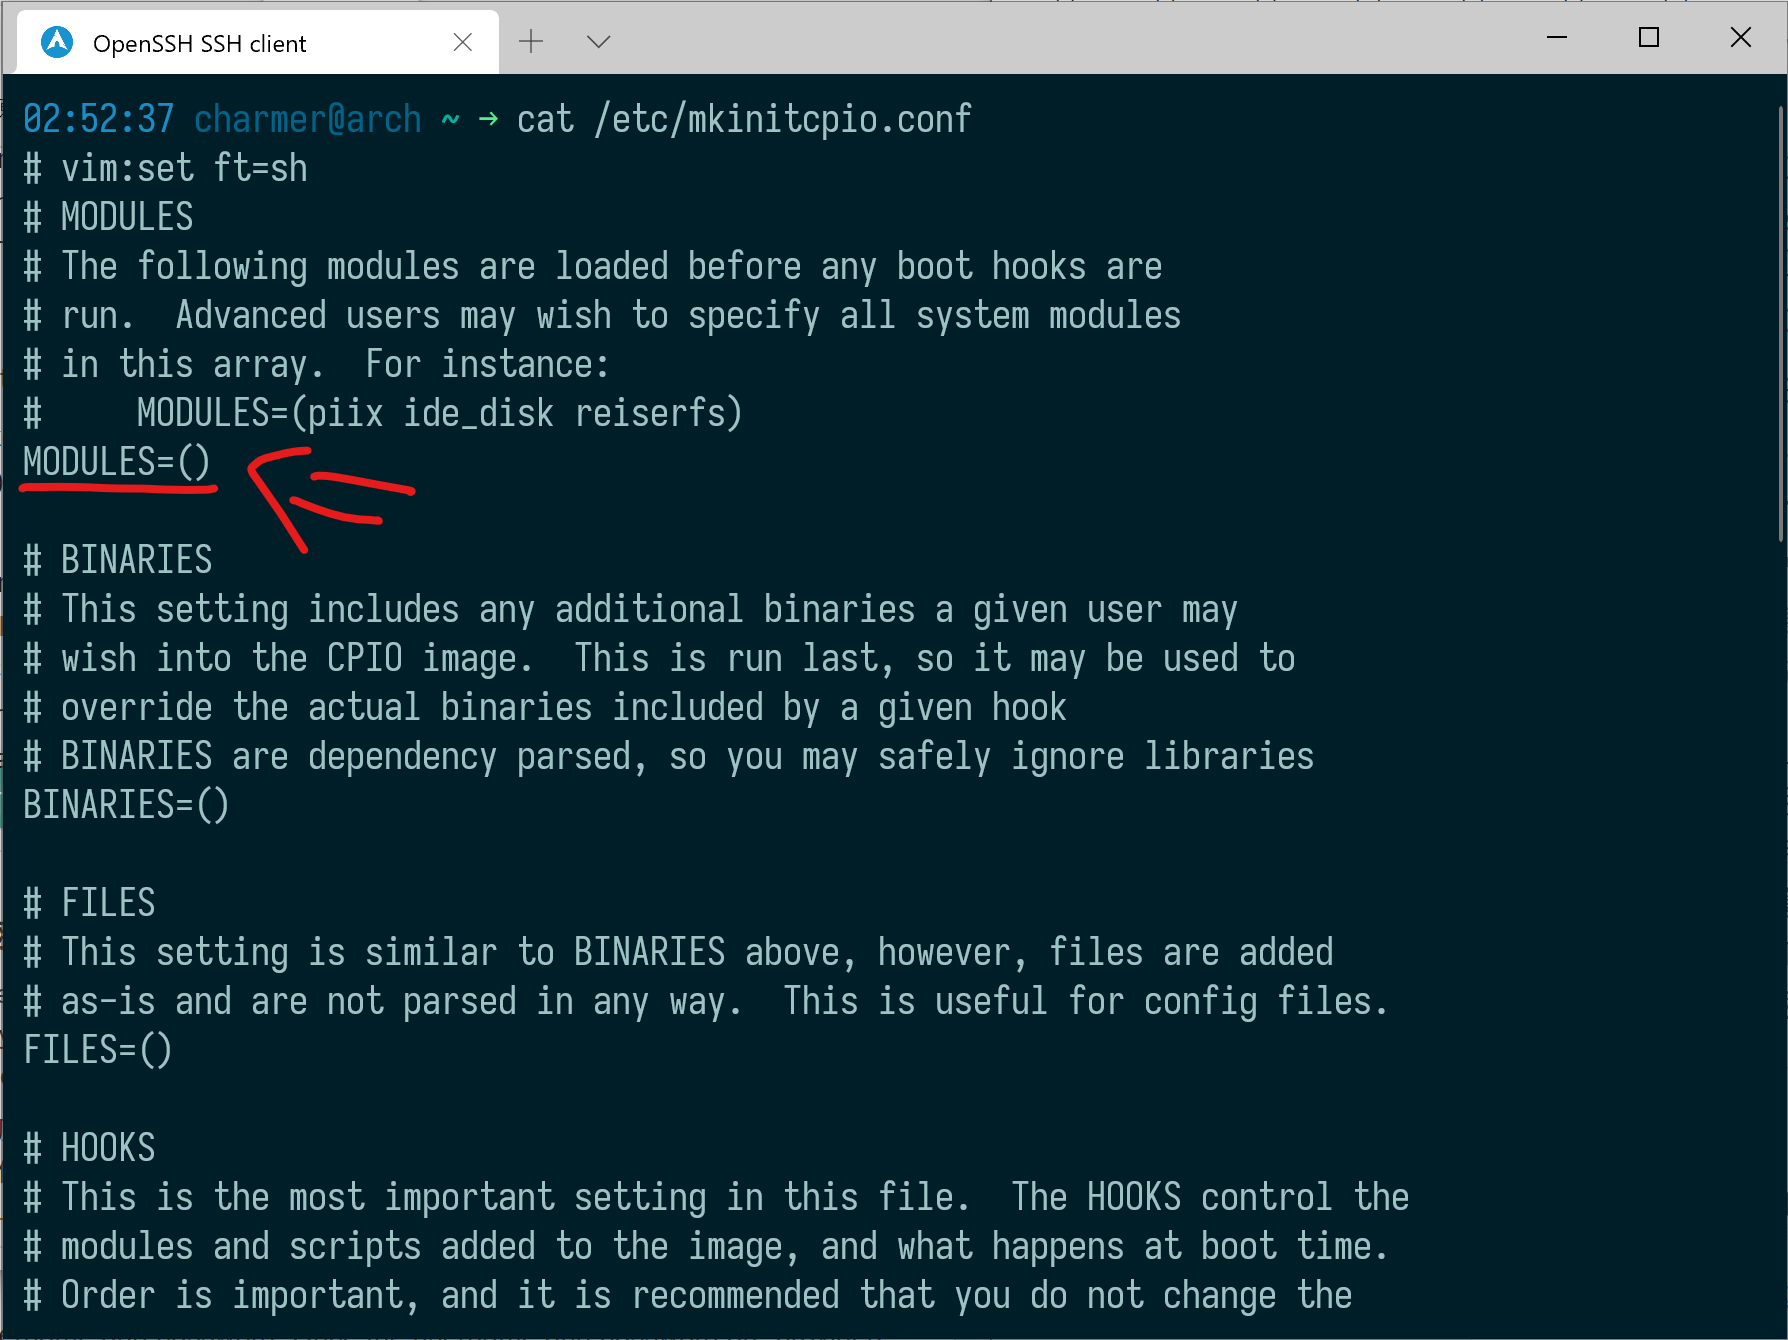 OpenSSH SSH client
02:52:37 charmer@arch ~ → cat /etc/mkinitcpio.conf
# vim:set ft=sh
# MODULES
# The following modules are loaded before any boot hooks are
# run.  Advanced users may wish to specify all system modules
# in this array.  For instance:
#     MODULES=(piix ide_disk reiserfs)
MODULES=()
# BINARIES
# This setting includes any additional binaries a given user may
# wish into the CPIO image.  This is run last, so it may be used to
# override the actual binaries included by a given hook
# BINARIES are dependency parsed, so you may safely ignore libraries
BINARIES=()
# FILES
# This setting is similar to BINARIES above, however, files are added
# as-is and are not parsed in any way.  This is useful for config files.
FILES=()
# HOOKS
# This is the most important setting in this file.  The HOOKS control the
# modules and scripts added to the image, and what happens at boot time.
# Order is important, and it is recommended that you do not change the